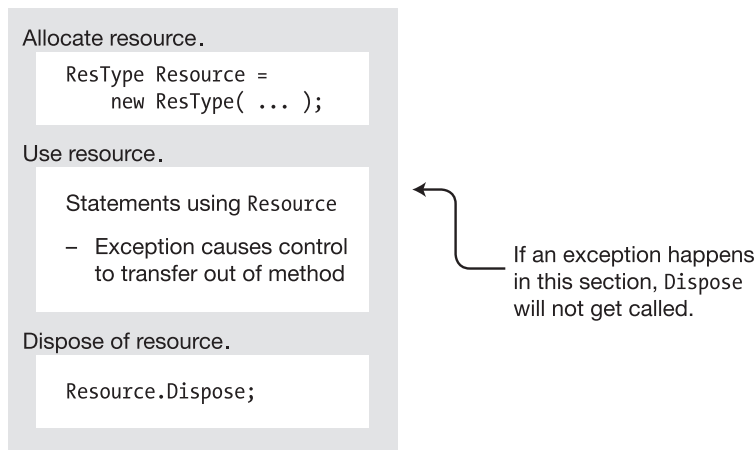 Allocate resource.
ResType Resource =
new ResType( ... );
Use resource.
Statements using Resource
– Exception causes control
to transfer out of method
If an exception happens
in this section, Dispose
will not get called.
Dispose of resource.
Resource.Dispose;